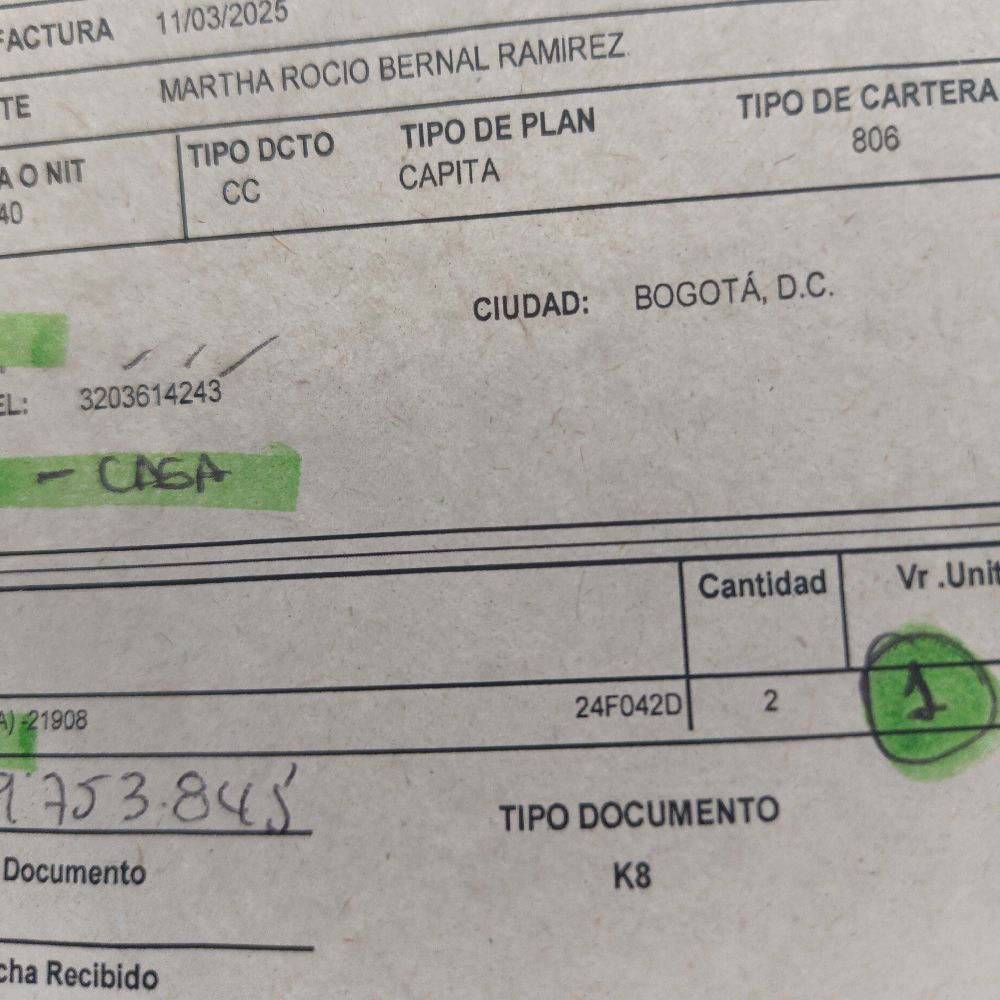 FACTURA 11/03/2025
TE MARTHA ROCIO BERNAL RAMIREZ
A O NIT TIPO DCTO TIPO DE PLAN TIPO DE CARTERA
40 CC CAPITA 806
CIUDAD: BOGOTÁ, D.C.
EL: 3203614243
- CASA
Cantidad Vr .Unit
A) -21908 24F042D 2 1
9753.845
Documento TIPO DOCUMENTO
K8
cha Recibido